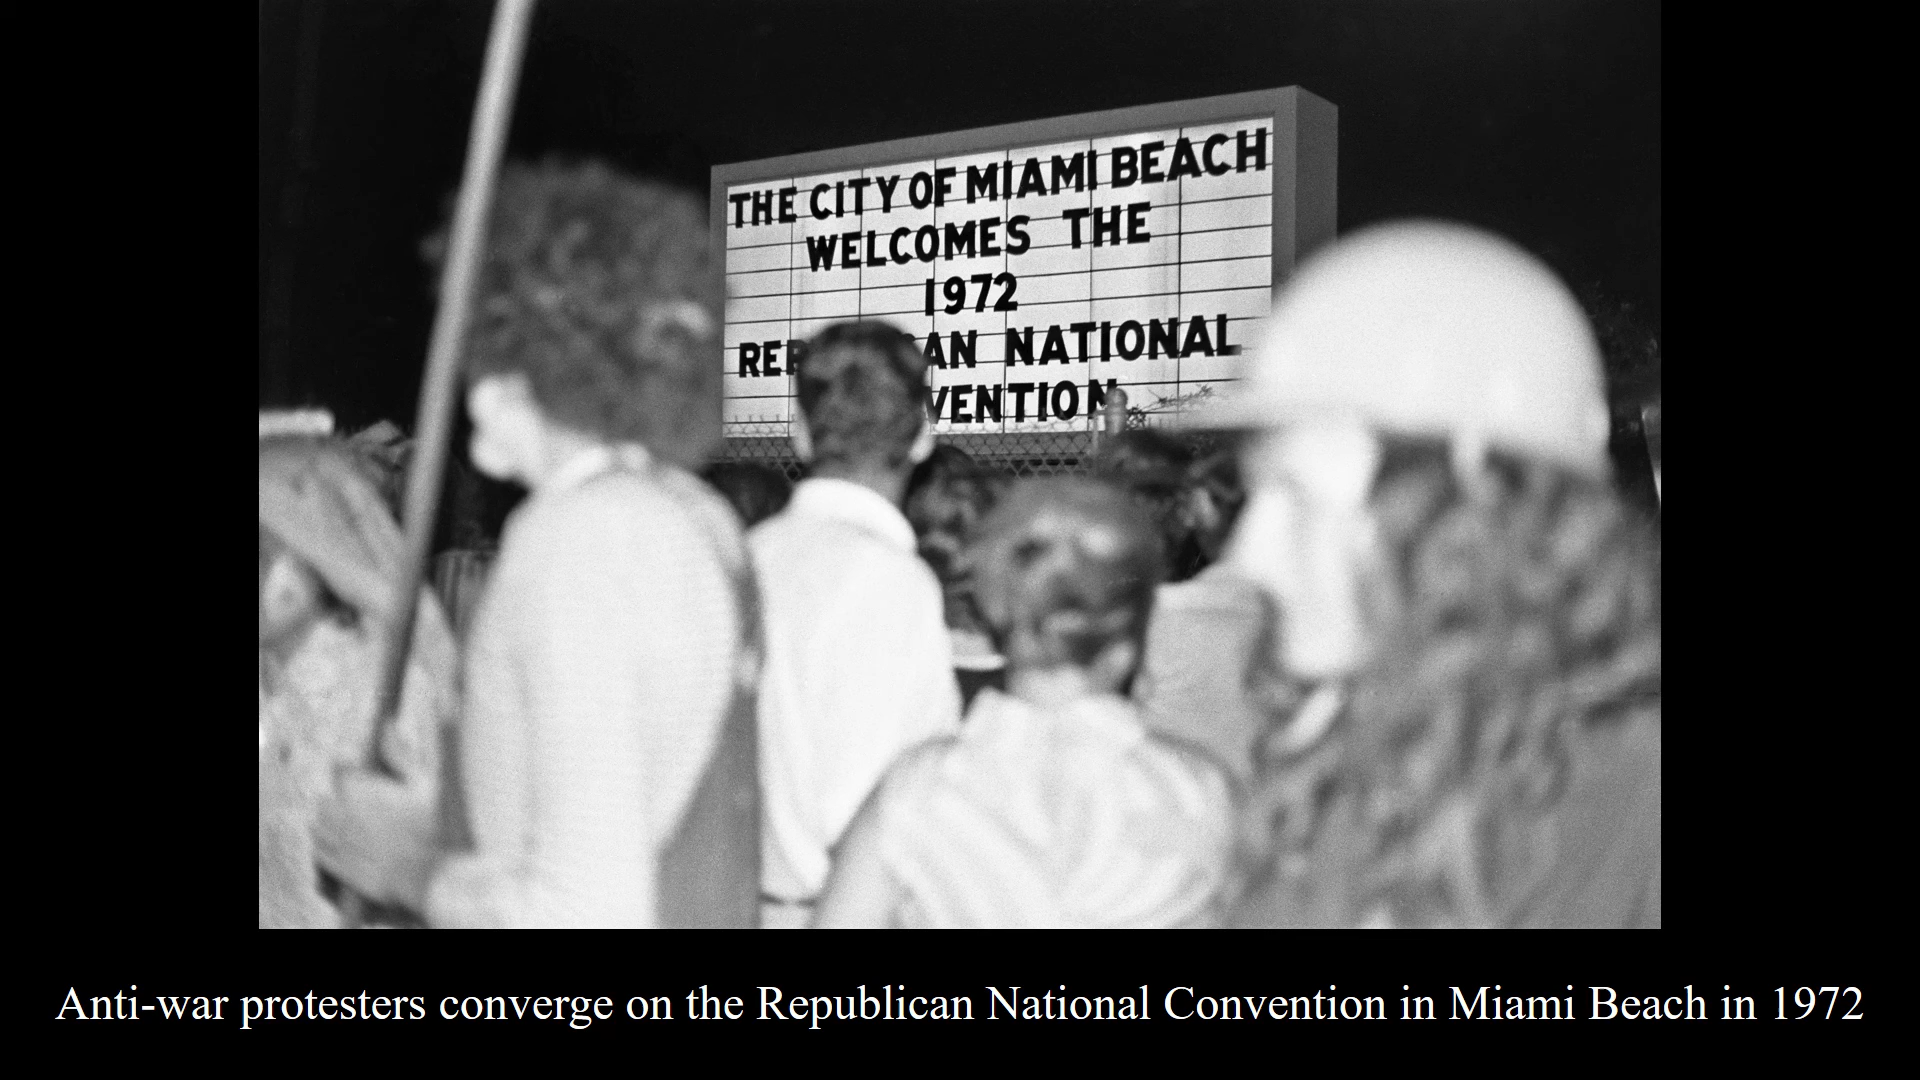 THE CITY OF MIAMI BEACH
WELCOMES THE
1972
NATIONAL
Anti-war protesters converge on the Republican National Convention in Miami Beach in 1972